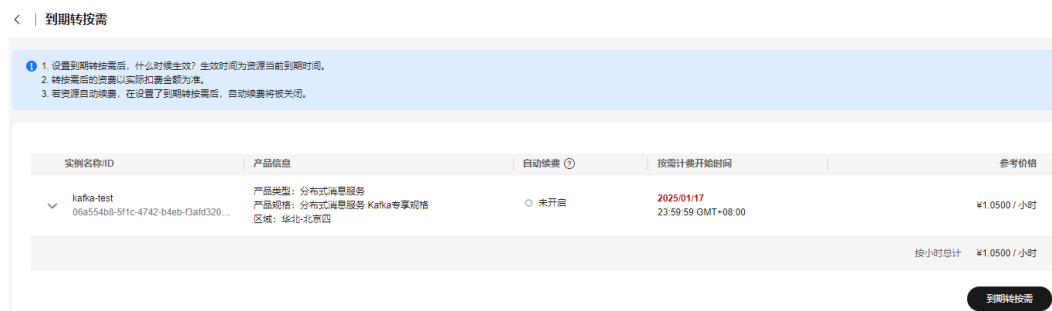 到期转按需
1. 设置到期转按需后，什么时候生效？生效时间为资源当前到期时间。
2. 转按需后的资费以实际扣费金额为准。
3. 若资源自动续费，在设置了到期转按需后，自动续费将被关闭。
实例名称/ID 产品信息 自动续费 按需计费开始时间 参考价格
kafka-test
06a554b8-5f1c-4742-b4eb-f3afd320...
产品类型：分布式消息服务
产品规格：分布式消息服务 Kafka专享规格
区域：华北-北京四
未开启
2025/01/17
23:59:59 GMT+08:00
¥1.0500 / 小时
按小时总计 ¥1.0500 / 小时
到期转按需